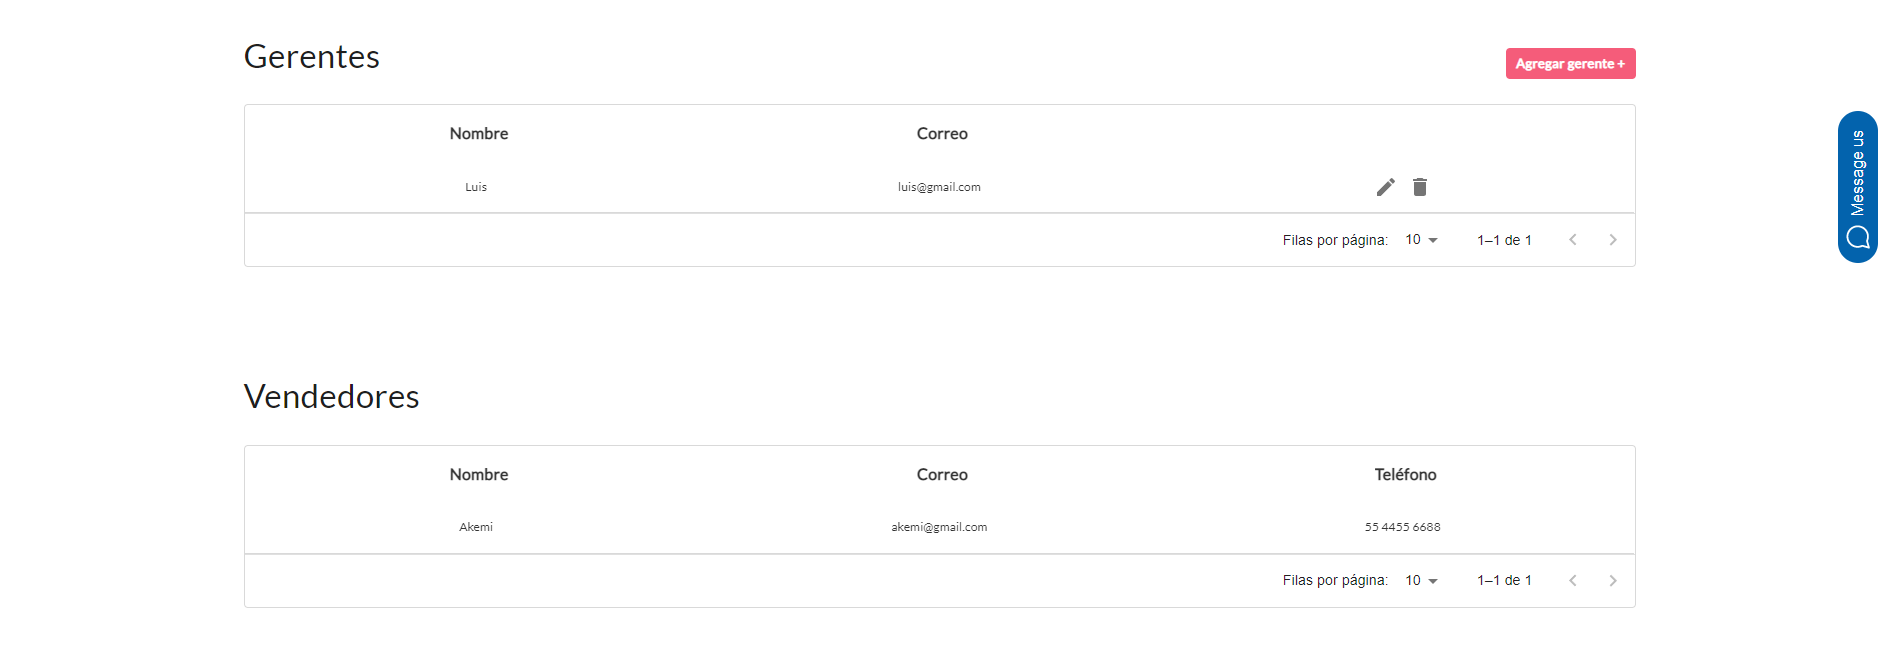 Gerentes
Agregar gerente +
Nombre Correo
Luis luis@gmail.com
Filas por página: 10 1–1 de 1
Message us
Vendedores
Nombre Correo Teléfono
Akemi akemi@gmail.com 55 4455 6688
Filas por página: 10 1–1 de 1